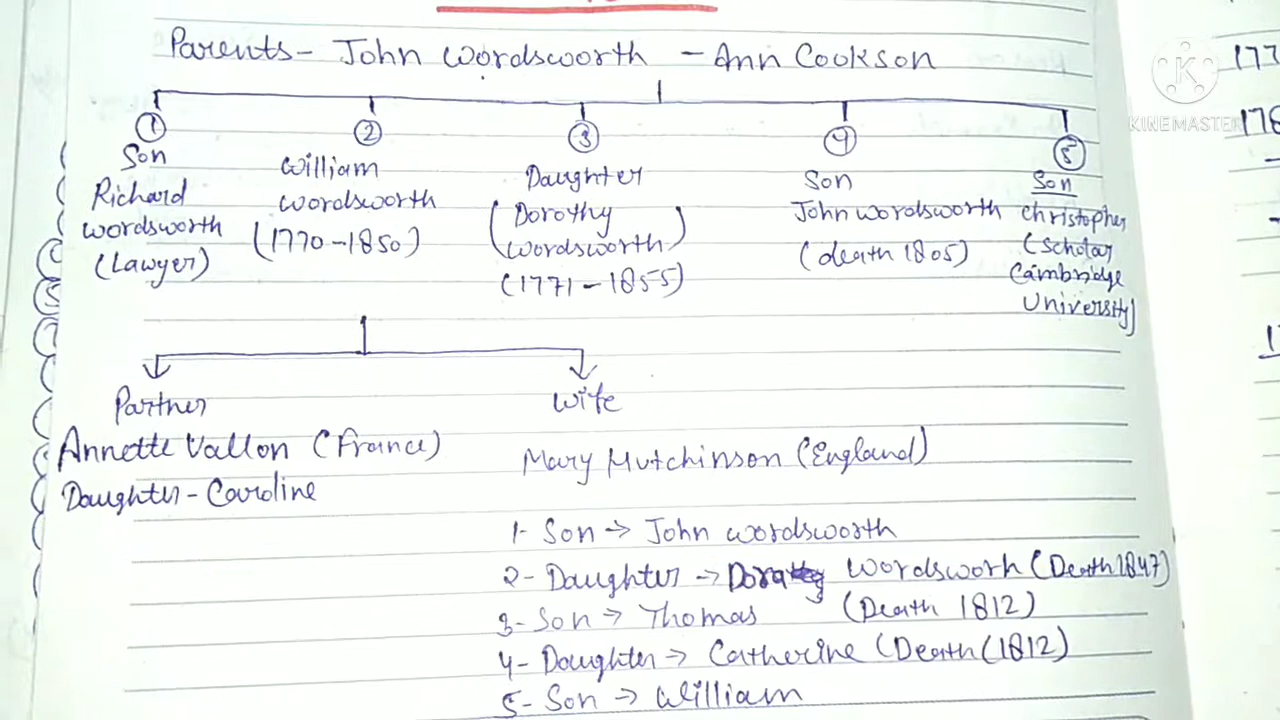 Parents - John Wordsworth - Ann Cookson
① ② ③ ④ ⑤
Son
Richard
Wordsworth
(Lawyer)
William
Wordsworth
(1770-1850)
Daughter
(Dorothy
Wordsworth)
(1771-1855)
Son
John Wordsworth
(death 1805)
Son
Christopher
(Scholar
Cambridge
University)
Partner
Annette Vallon (France)
Daughter - Caroline
Wife
Mary Hutchinson (England)
1- Son → John Wordsworth
2- Daughter → Dora Wordsworh (Death 1847)
3- Son → Thomas (Death 1812)
4- Daughter → Catherine (Death (1812)
5- Son → William
K
KINEMASTER
177
178